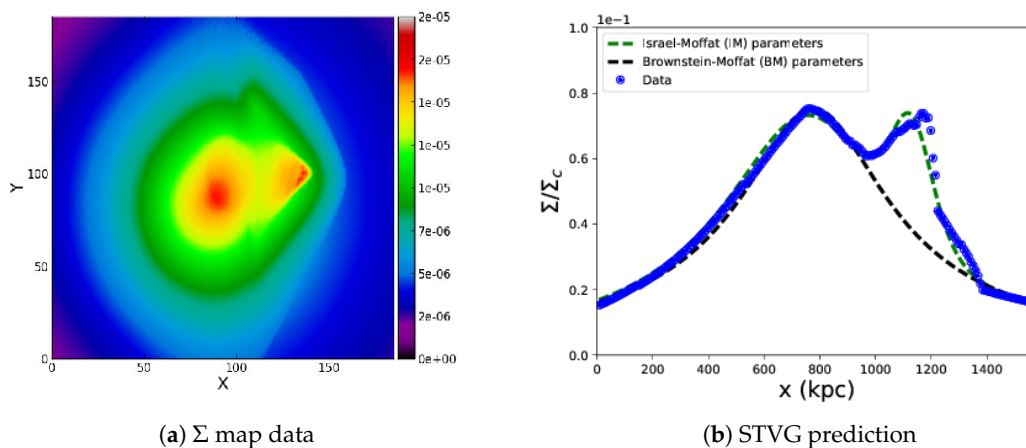 2e-05
2e-05
1e-05
1e-05
1e-05
7e-06
5e-06
2e-06
0e+00
150
100
50
0
Y
0 50 100 150
X
(a) Σ map data
1e−1
1.0
0.8
0.6
0.4
0.2
0.0
Σ/Σc
Israel-Moffat (IM) parameters
Brownstein-Moffat (BM) parameters
Data
0 200 400 600 800 1000 1200 1400
x (kpc)
(b) STVG prediction